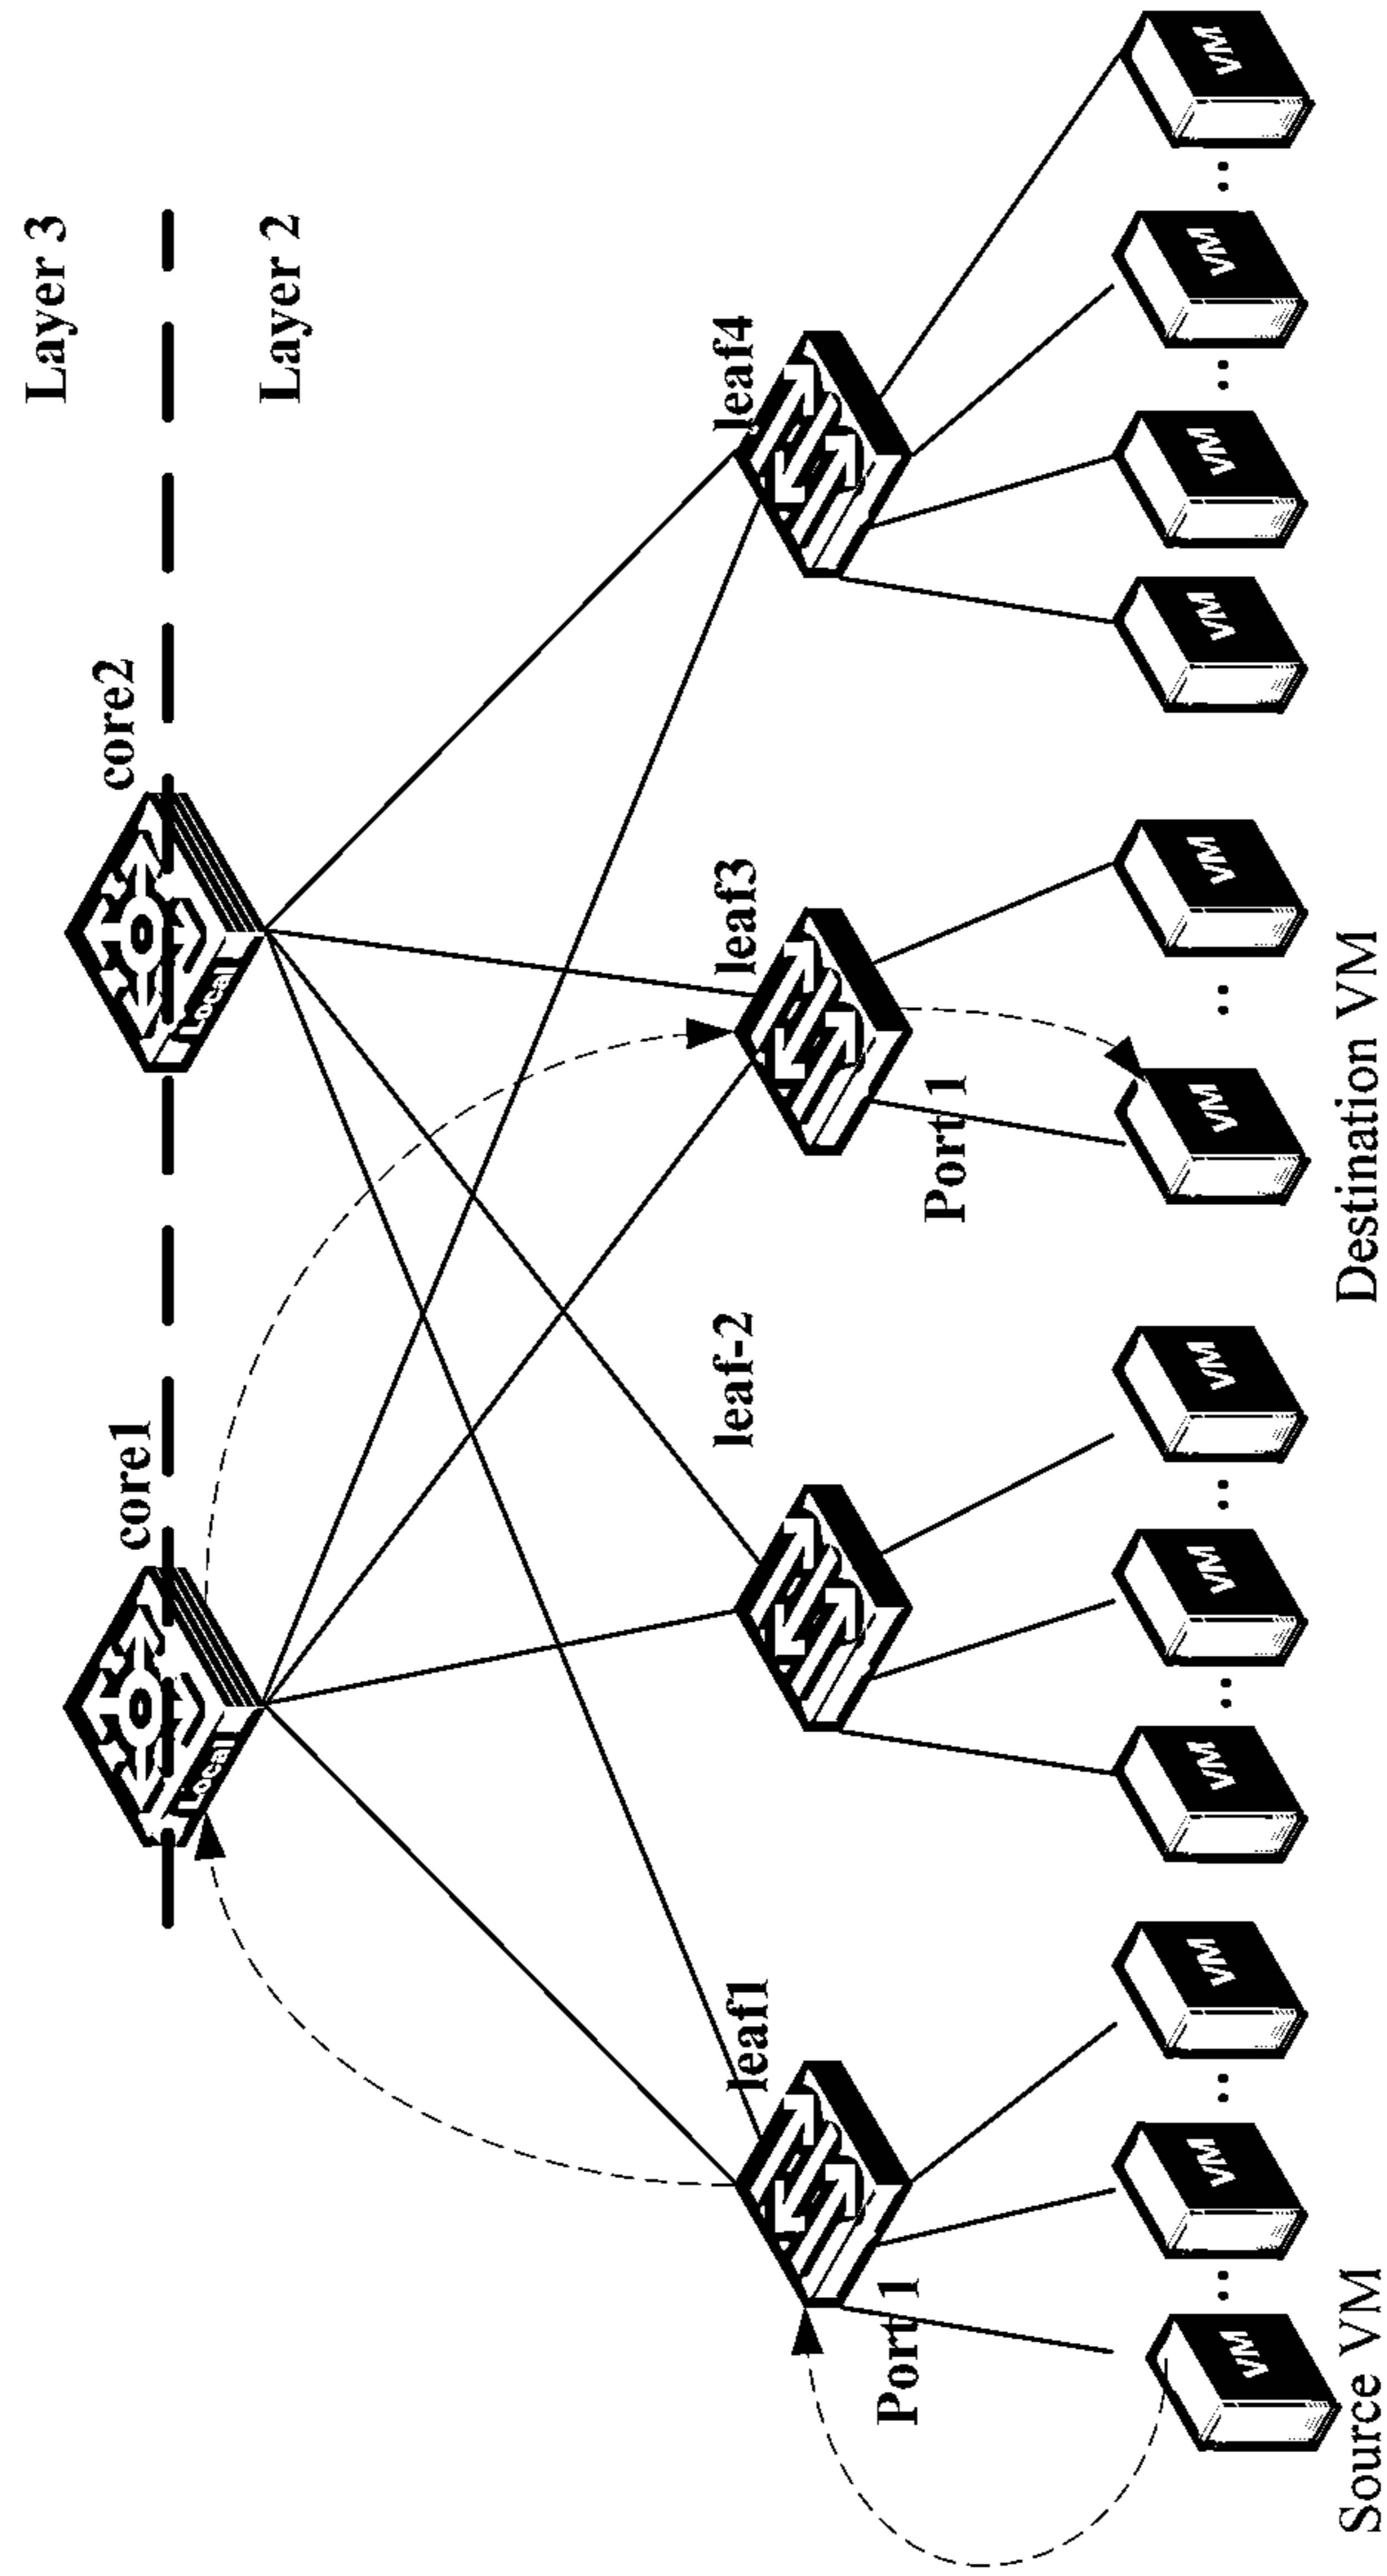 Layer 3
Layer 2
core1
core2
Local
Local
leaf1
leaf-2
leaf3
leaf4
Port 1
Port 1
VM
VM
VM
VM
VM
VM
VM
VM
VM
VM
VM
VM
Source VM
Destination VM